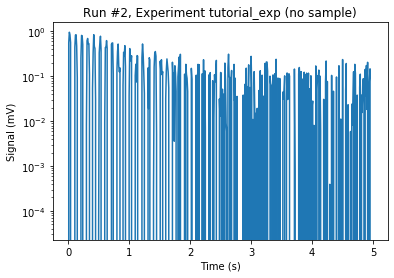 Run #2, Experiment tutorial_exp (no sample)
Signal (mV)
10⁰
10⁻¹
10⁻²
10⁻³
10⁻⁴
0 1 2 3 4 5
Time (s)